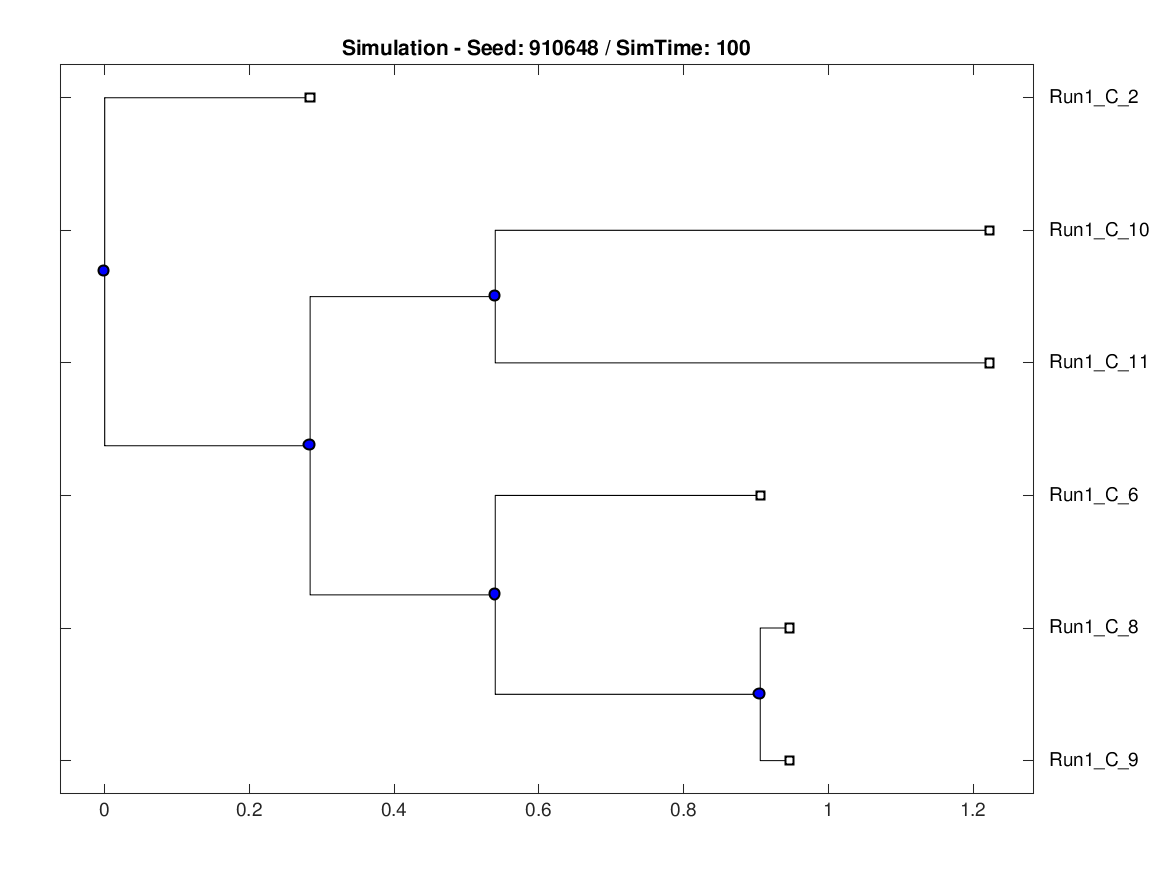 Simulation - Seed: 910648 / SimTime: 100
Run1_C_2
Run1_C_10
Run1_C_11
Run1_C_6
Run1_C_8
Run1_C_9
0 0.2 0.4 0.6 0.8 1 1.2